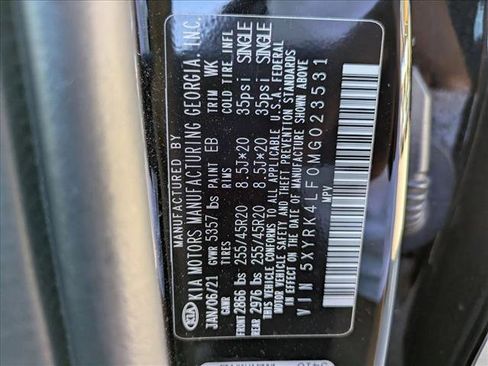 MANUFACTURED BY
KIA KIA MOTORS MANUFACTURING GEORGIA. INC.
JAN/06/21 GVWR 5357 lbs PAINT EB TRIM WK
GAWR TIRES RIMS COLD TIRE INFL
FRONT 2866 lbs 255/45R20 8.5J*20 35psi SINGLE
REAR 2976 lbs 255/45R20 8.5J*20 35psi SINGLE
THIS VEHICLE CONFORMS TO ALL APPLICABLE U.S.A. FEDERAL
MOTOR VEHICLE SAFETY AND THEFT PREVENTION STANDARDS
IN EFFECT ON THE DATE OF MANUFACTURE SHOWN ABOVE
VIN 5XYRK4LF0MG023531
MPV